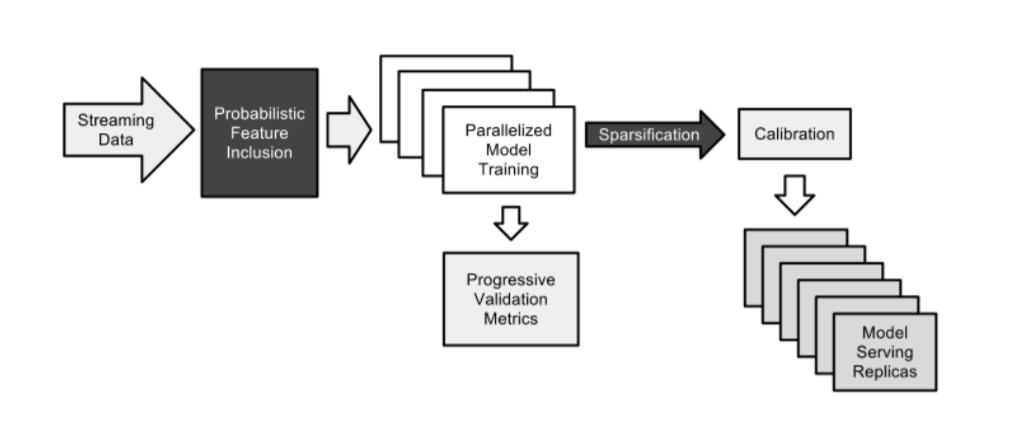 Streaming
Data
Probabilistic
Feature
Inclusion
Parallelized
Model
Training
Sparsification
Calibration
Progressive
Validation
Metrics
Model
Serving
Replicas